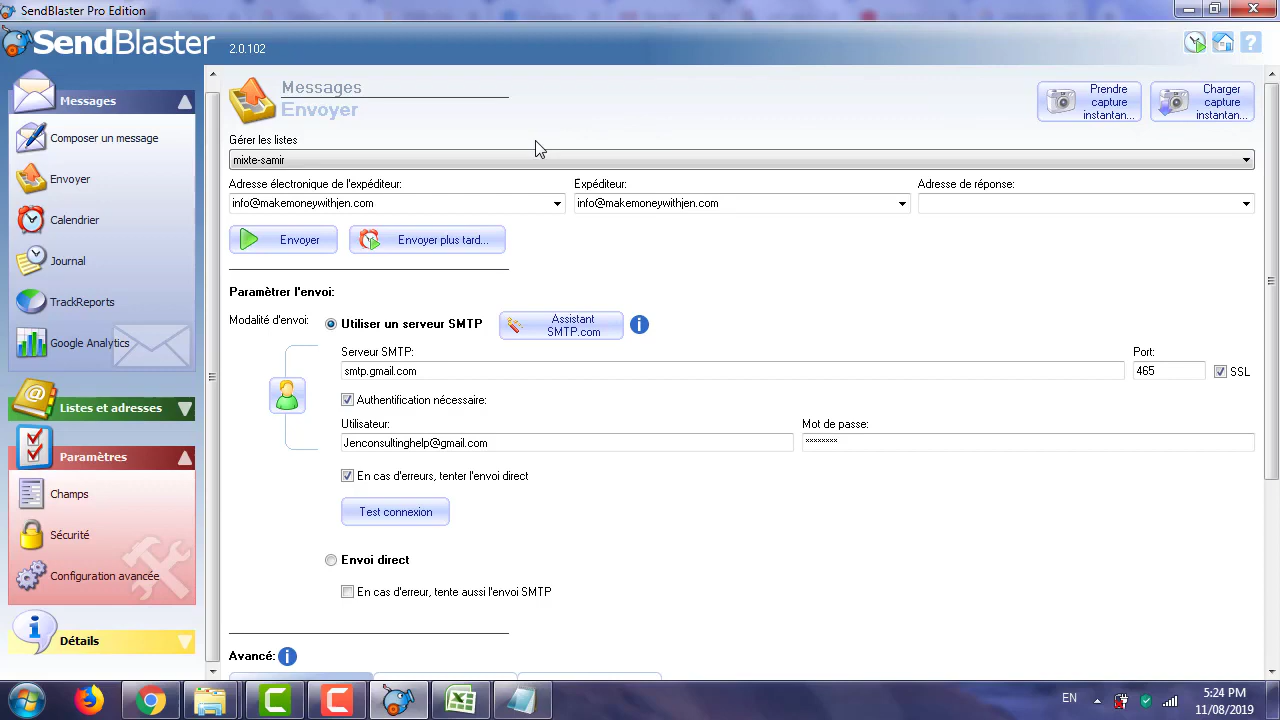 SendBlaster Pro Edition
SendBlaster 2.0.102
Messages
Composer un message
Envoyer
Calendrier
Journal
TrackReports
Google Analytics
Listes et adresses
Paramètres
Champs
Sécurité
Configuration avancée
Détails
Messages
Envoyer
Prendre
capture
instantan...
Charger
capture
instantan...
Gérer les listes
mixte-samir
Adresse électronique de l'expéditeur: Expéditeur: Adresse de réponse:
info@makemoneywithjen.com info@makemoneywithjen.com
Envoyer Envoyer plus tard...
Paramètrer l'envoi:
Modalité d'envoi: Utiliser un serveur SMTP
Assistant
SMTP.com
Serveur SMTP: Port:
smtp.gmail.com 465 SSL
Authentification nécessaire:
Utilisateur: Mot de passe:
Jenconsultinghelp@gmail.com ********
En cas d'erreurs, tenter l'envoi direct
Test connexion
Envoi direct
En cas d'erreur, tente aussi l'envoi SMTP
Avancé:
EN
5:24 PM
11/08/2019